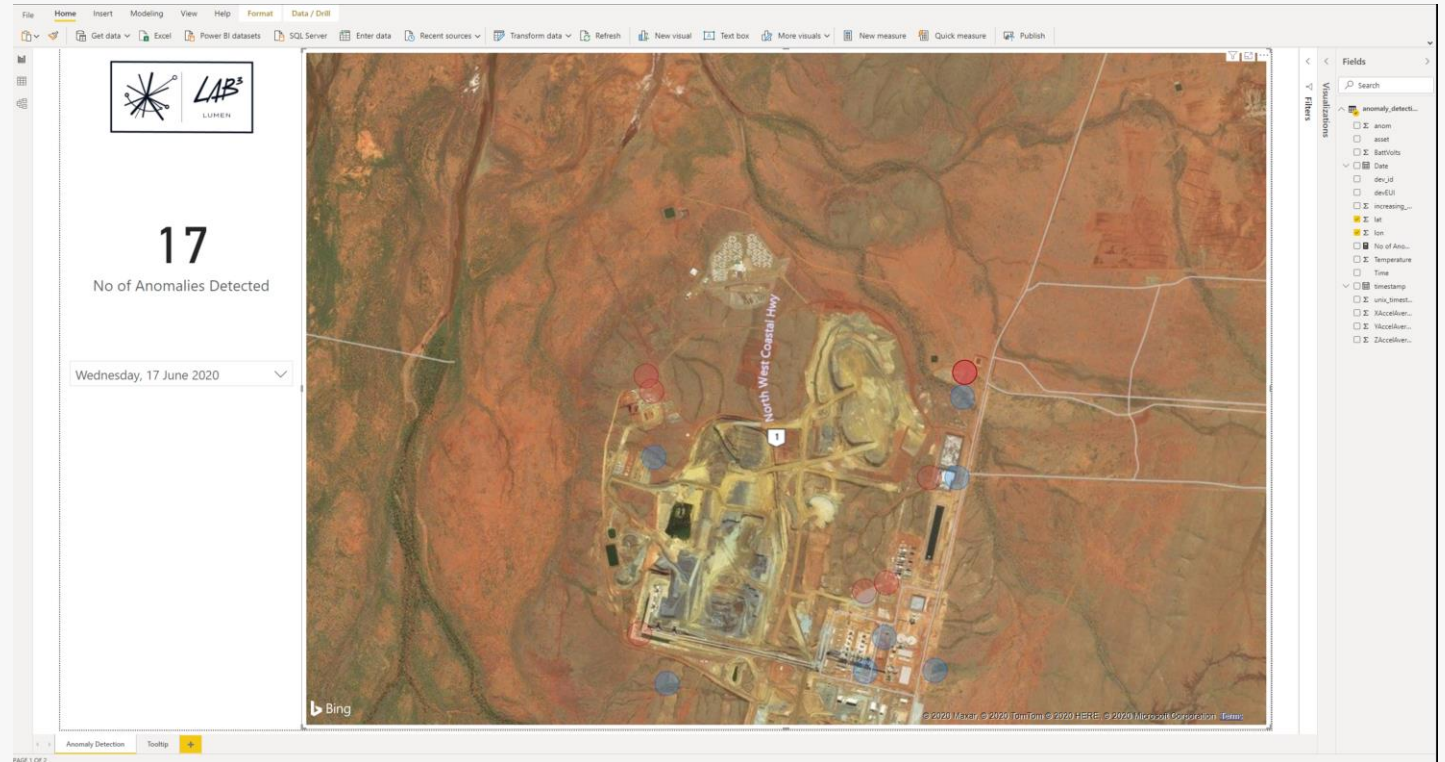 File Home Insert Modeling View Help Format Data / Drill
Get data Excel Power BI datasets SQL Server Enter data Recent sources Transform data Refresh New visual Text box More visuals New measure Quick measure Publish
LAB³
LUMEN
17
No of Anomalies Detected
Wednesday, 17 June 2020
North West Coastal Hwy
1
Bing
© 2020 Maxar, © 2020 TomTom © 2020 HERE, © 2020 Microsoft Corporation Terms
Filters
Visualizations
Fields
Search
anomaly_detecti...
Σ anom
asset
Σ BattVolts
Date
dev_id
devEUI
Σ increasing_...
Σ lat
Σ lon
No of Ano...
Σ Temperature
Time
timestamp
Σ unix_timest...
Σ XAccelAver...
Σ YAccelAver...
Σ ZAccelAver...
Anomaly Detection Tooltip +
PAGE 1 OF 2